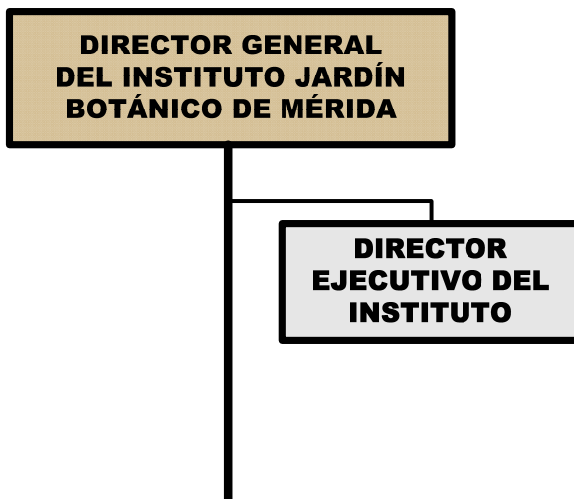 DIRECTOR GENERAL
DEL INSTITUTO JARDÍN
BOTÁNICO DE MÉRIDA
DIRECTOR
EJECUTIVO DEL
INSTITUTO